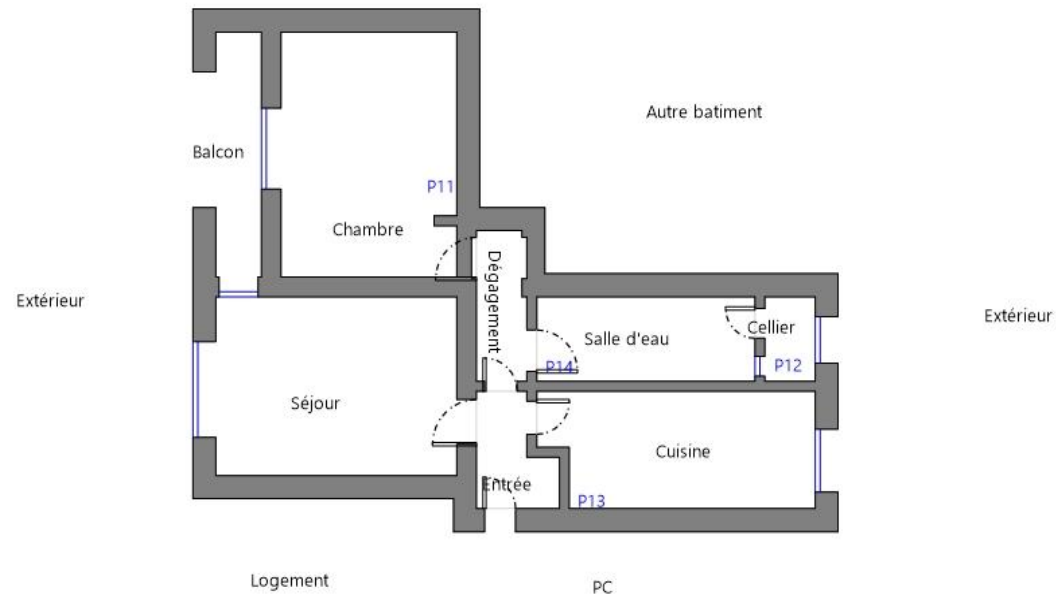 Autre batiment
Balcon
P11
Chambre
Dégagement
Extérieur
Extérieur
Salle d'eau
Cellier
P14
P12
Séjour
Cuisine
Entrée
P13
Logement
PC